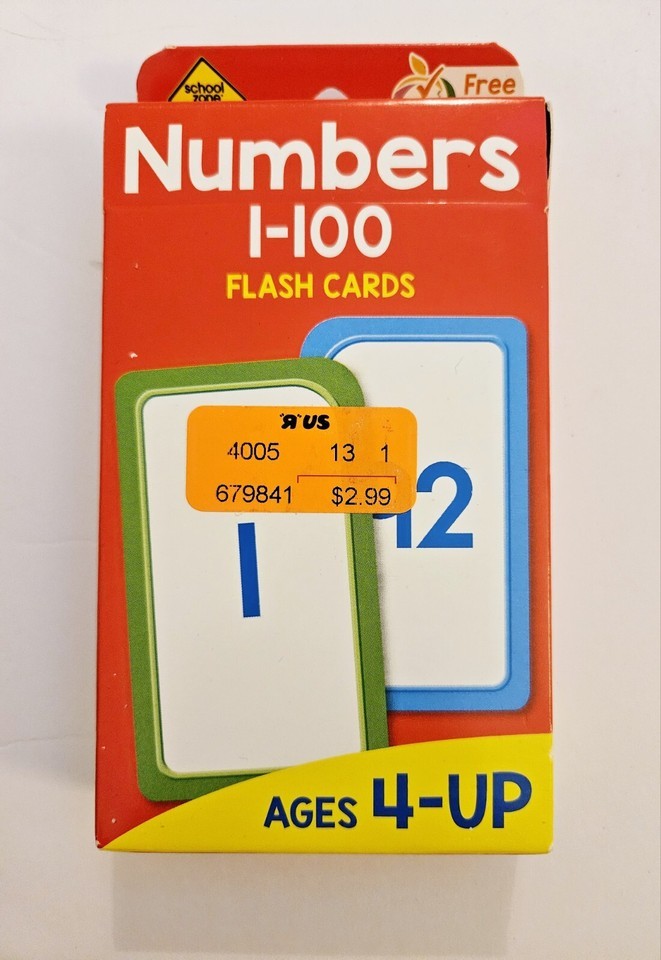 school
zone
Free
Numbers
1-100
FLASH CARDS
"R"US
4005 13 1
679841 $2.99
1
12
AGES 4-UP